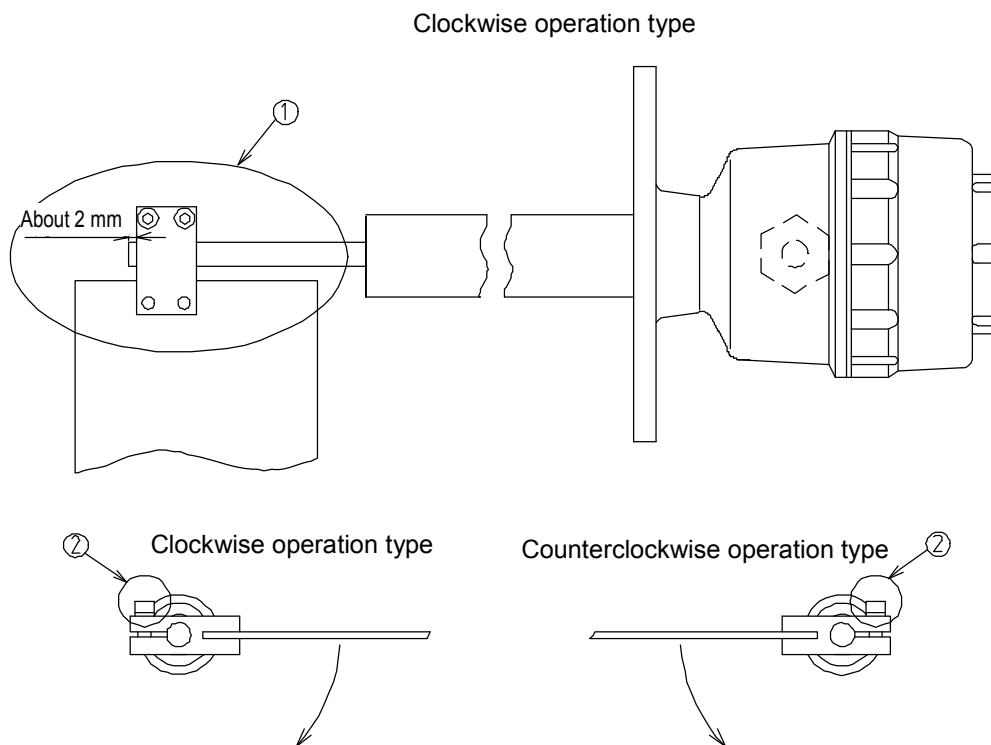 Clockwise operation type
①
About 2 mm
②
Clockwise operation type
Counterclockwise operation type
②